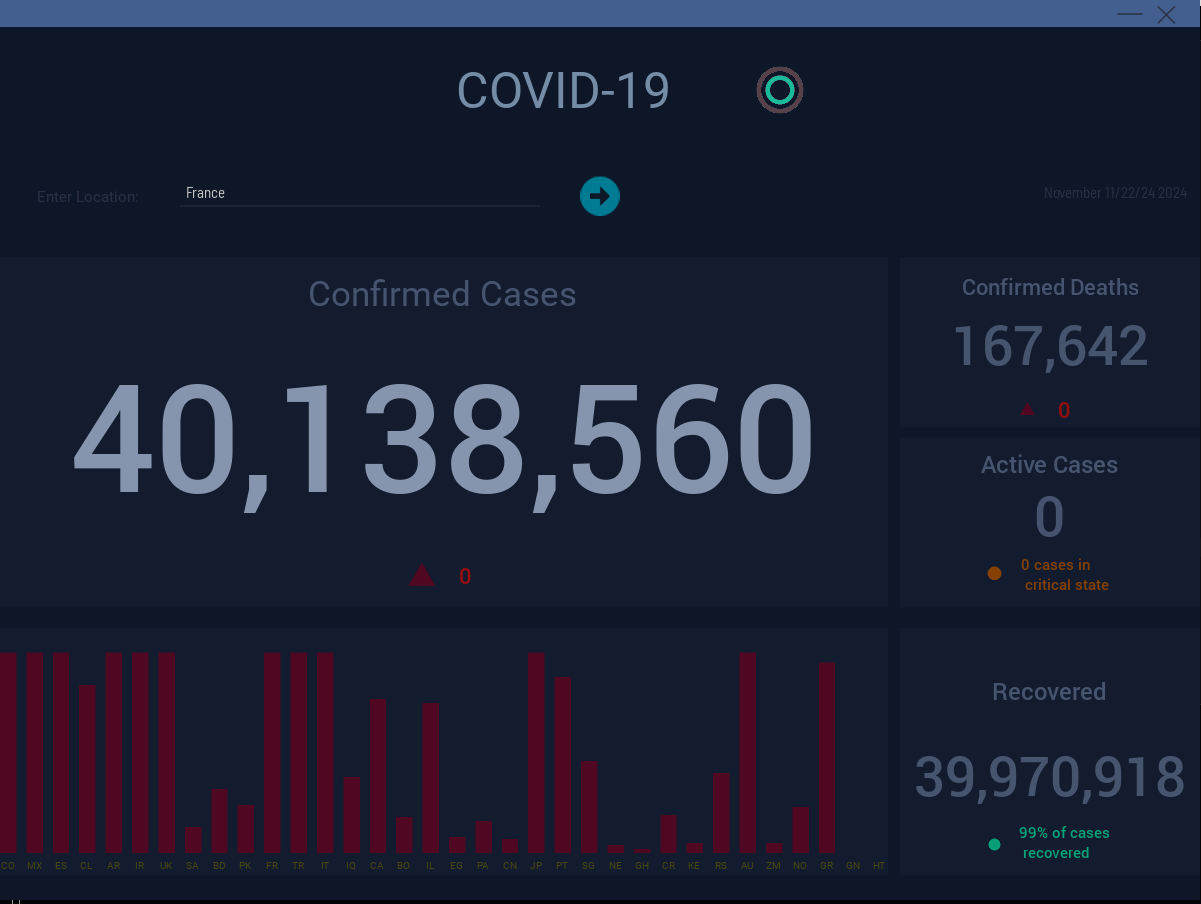 COVID-19
Enter Location:
France
November 11/22/24 2024
Confirmed Cases
40,138,560
0
Confirmed Deaths
167,642
0
Active Cases
0
0 cases in
critical state
CO MX ES CL AR IR UK SA BD PK FR TR IT IQ CA BO IL EG PA CN JP PT SG NE GH CR KE RS AU ZM NO GR GN HT
Recovered
39,970,918
99% of cases
recovered